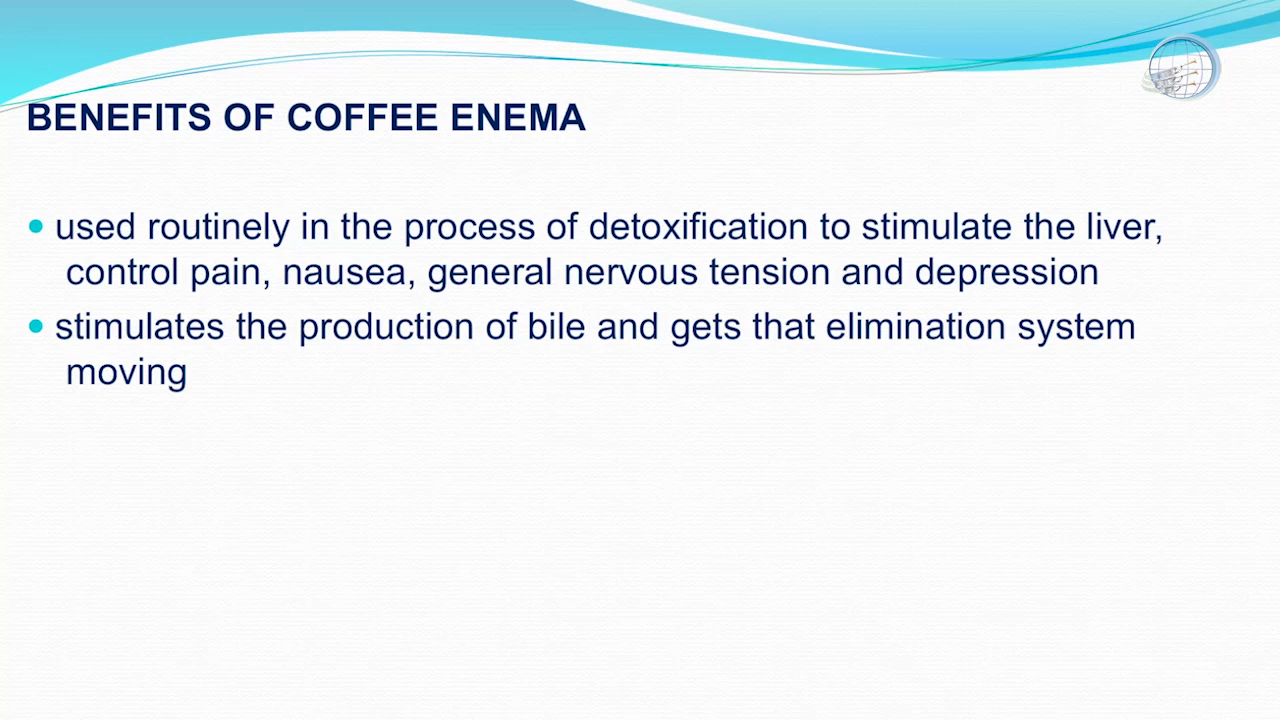 BENEFITS OF COFFEE ENEMA
• used routinely in the process of detoxification to stimulate the liver,
control pain, nausea, general nervous tension and depression
• stimulates the production of bile and gets that elimination system
moving